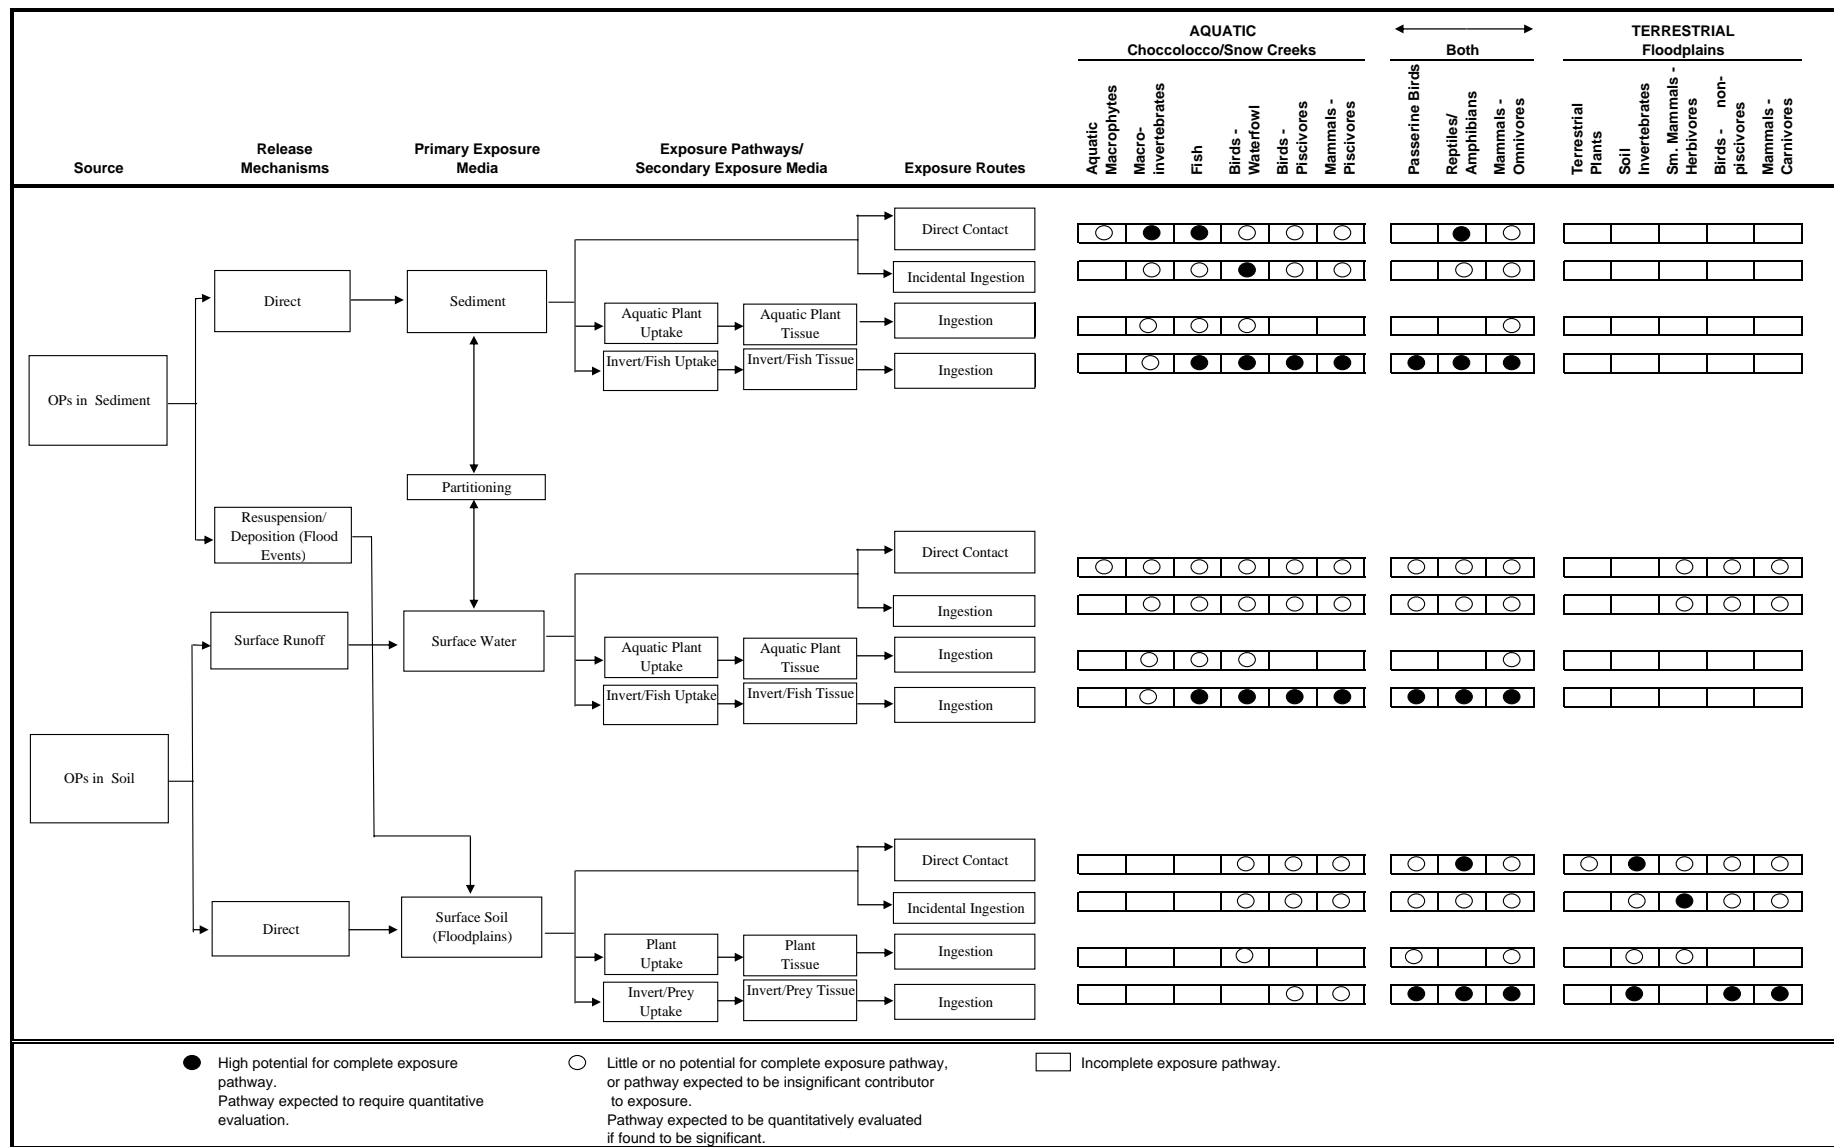 AQUATIC
Choccolocco/Snow Creeks
Both
TERRESTRIAL
Floodplains
Source
Release
Mechanisms
Primary Exposure
Media
Exposure Pathways/
Secondary Exposure Media
Exposure Routes
Aquatic
Macrophytes
Macro-
invertebrates
Fish
Birds -
Waterfowl
Birds -
Piscivores
Mammals -
Piscivores
Passerine Birds
Reptiles/
Amphibians
Mammals -
Omnivores
Terrestrial
Plants
Soil
Invertebrates
Sm. Mammals -
Herbivores
Birds - non-
piscivores
Mammals -
Carnivores
Direct Contact
Incidental Ingestion
Direct
Sediment
Aquatic Plant
Uptake
Aquatic Plant
Tissue
Ingestion
Invert/Fish Uptake
Invert/Fish Tissue
Ingestion
OPs in Sediment
Partitioning
Resuspension/
Deposition (Flood
Events)
Direct Contact
Ingestion
Surface Runoff
Surface Water
Aquatic Plant
Uptake
Aquatic Plant
Tissue
Ingestion
Invert/Fish Uptake
Invert/Fish Tissue
Ingestion
OPs in Soil
Direct Contact
Incidental Ingestion
Direct
Surface Soil
(Floodplains)
Plant
Uptake
Plant
Tissue
Ingestion
Invert/Prey
Uptake
Invert/Prey Tissue
Ingestion
High potential for complete exposure
pathway.
Pathway expected to require quantitative
evaluation.
Little or no potential for complete exposure pathway,
or pathway expected to be insignificant contributor
to exposure.
Pathway expected to be quantitatively evaluated
if found to be significant.
Incomplete exposure pathway.